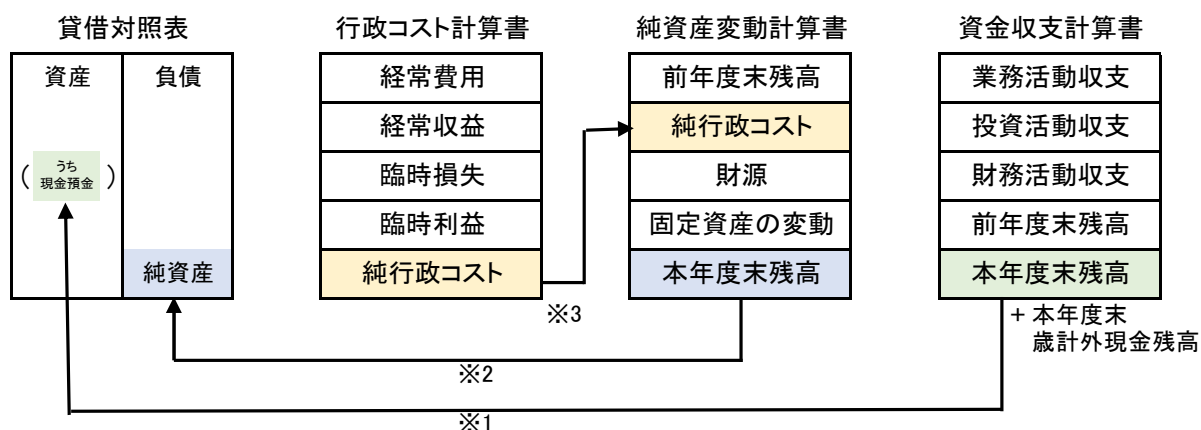 貸借対照表
資産
負債
(うち
現金預金)
純資産
行政コスト計算書
経常費用
経常収益
臨時損失
臨時利益
純行政コスト
純資産変動計算書
前年度末残高
純行政コスト
財源
固定資産の変動
本年度末残高
資金収支計算書
業務活動収支
投資活動収支
財務活動収支
前年度末残高
本年度末残高
+ 本年度末
歳計外現金残高
※3
※2
※1